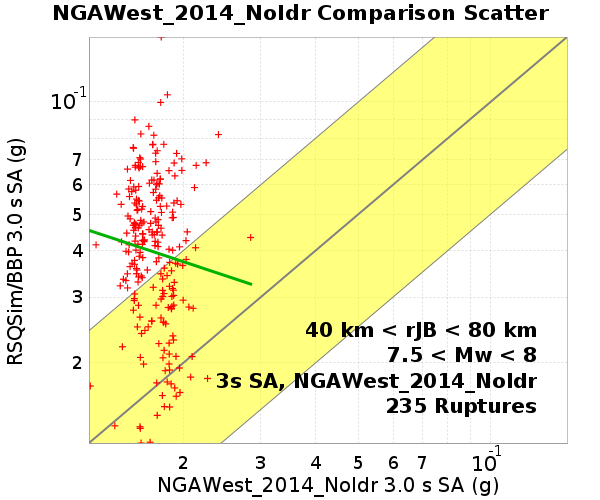 NGAWest_2014_NoIdr Comparison Scatter
RSQSim/BBP 3.0 s SA (g)
10-1
7
6
5
4
3
2
40 km < rJB < 80 km
7.5 < Mw < 8
3s SA, NGAWest_2014_NoIdr
235 Ruptures
2 3 4 5 6 7 10-1
NGAWest_2014_NoIdr 3.0 s SA (g)